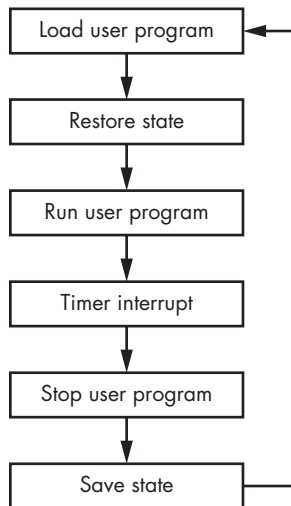 Load user program
Restore state
Run user program
Timer interrupt
Stop user program
Save state